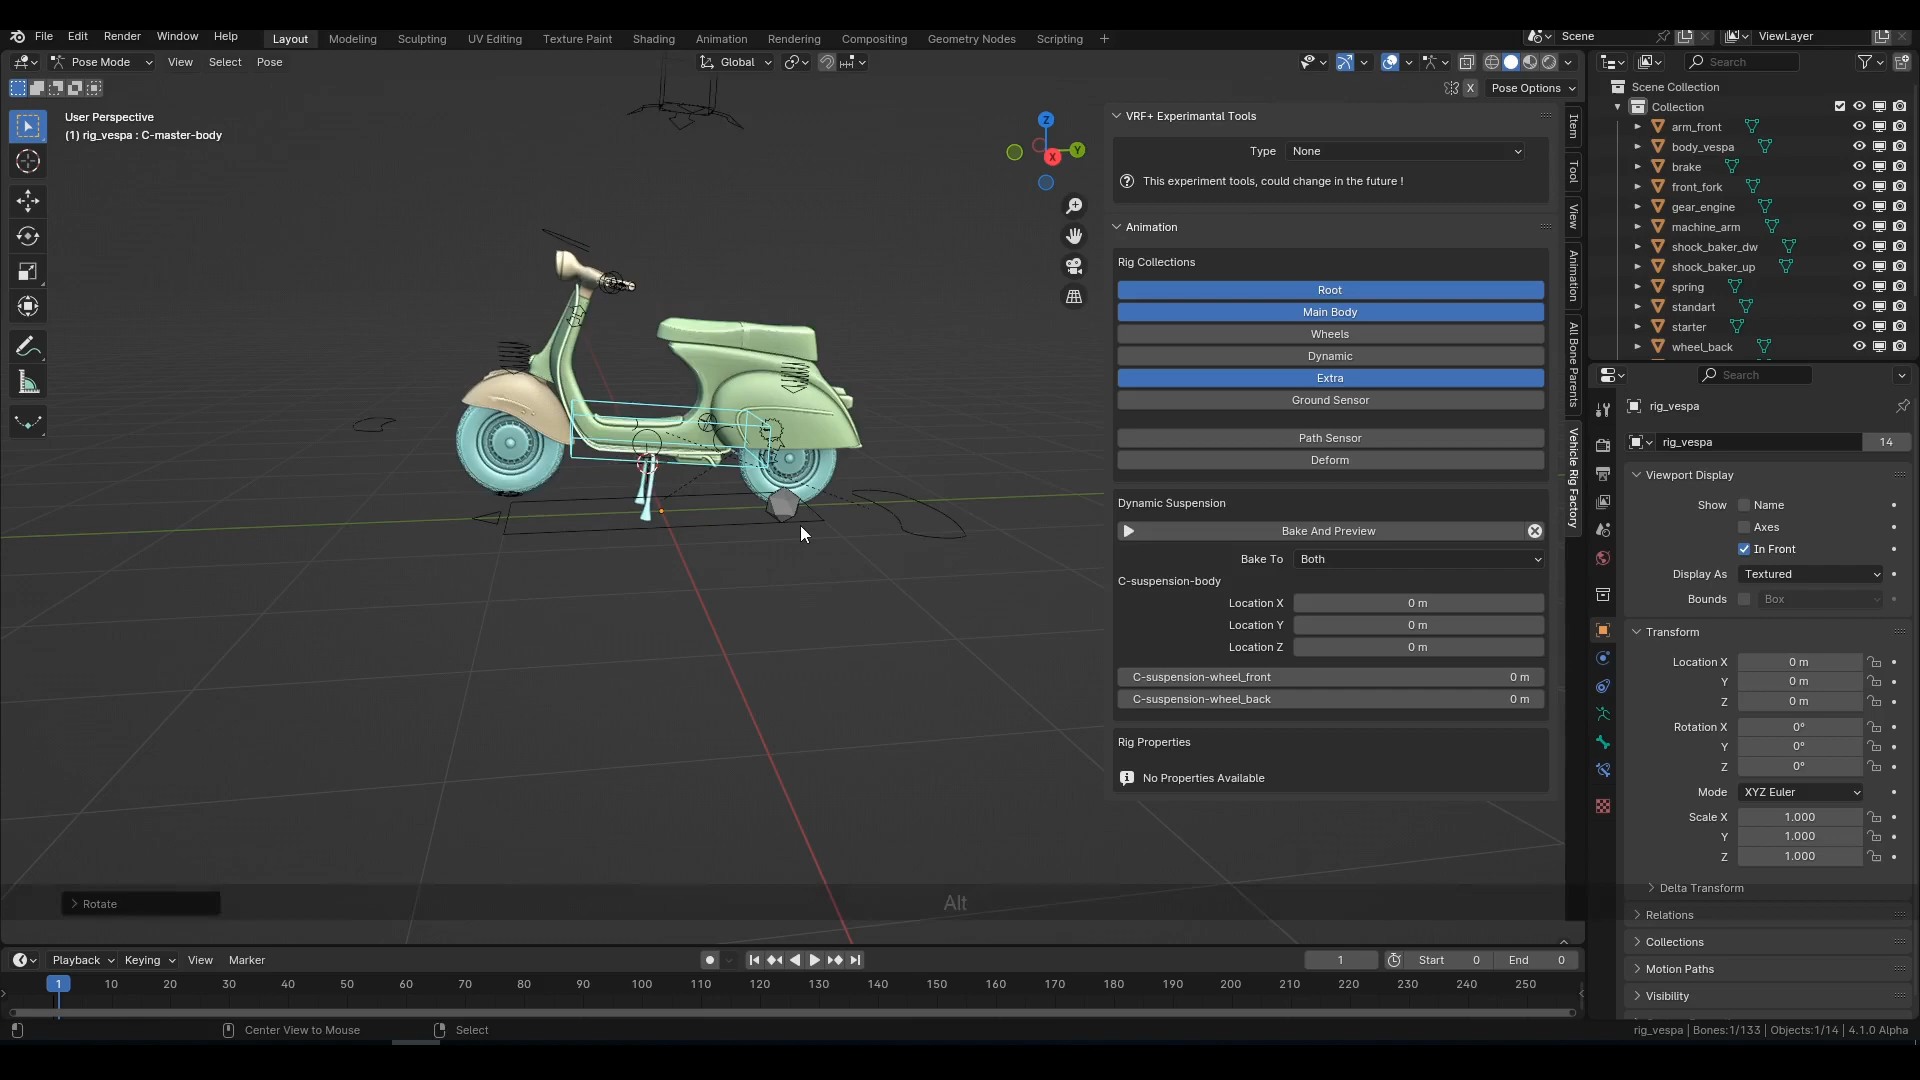 File Edit Render Window Help
Layout Modeling Sculpting UV Editing Texture Paint Shading Animation Rendering Compositing Geometry Nodes Scripting +
Scene ViewLayer
Pose Mode View Select Pose Global
Search
X Pose Options
User Perspective
(1) rig_vespa : C-master-body
Z
Y
X
VRF+ Experimantal Tools
Type None
This experiment tools, could change in the future !
Animation
Rig Collections
Root
Main Body
Wheels
Dynamic
Extra
Ground Sensor
Path Sensor
Deform
Dynamic Suspension
Bake And Preview
Bake To Both
C-suspension-body
Location X 0 m
Location Y 0 m
Location Z 0 m
C-suspension-wheel_front 0 m
C-suspension-wheel_back 0 m
Rig Properties
No Properties Available
Item
Tool
View
Animation
All Bone Parents
Vehicle Rig Factory
Scene Collection
Collection
arm_front
body_vespa
brake
front_fork
gear_engine
machine_arm
shock_baker_dw
shock_baker_up
spring
standart
starter
wheel_back
Search
rig_vespa
rig_vespa 14
Viewport Display
Show Name
Axes
In Front
Display As Textured
Bounds Box
Transform
Location X 0 m
Y 0 m
Z 0 m
Rotation X 0°
Y 0°
Z 0°
Mode XYZ Euler
Scale X 1.000
Y 1.000
Z 1.000
Delta Transform
Relations
Collections
Motion Paths
Visibility
Rotate
Alt
Playback Keying View Marker 1 Start 0 End 0
1 10 20 30 40 50 60 70 80 90 100 110 120 130 140 150 160 170 180 190 200 210 220 230 240 250
Center View to Mouse Select rig_vespa | Bones:1/133 | Objects:1/14 | 4.1.0 Alpha